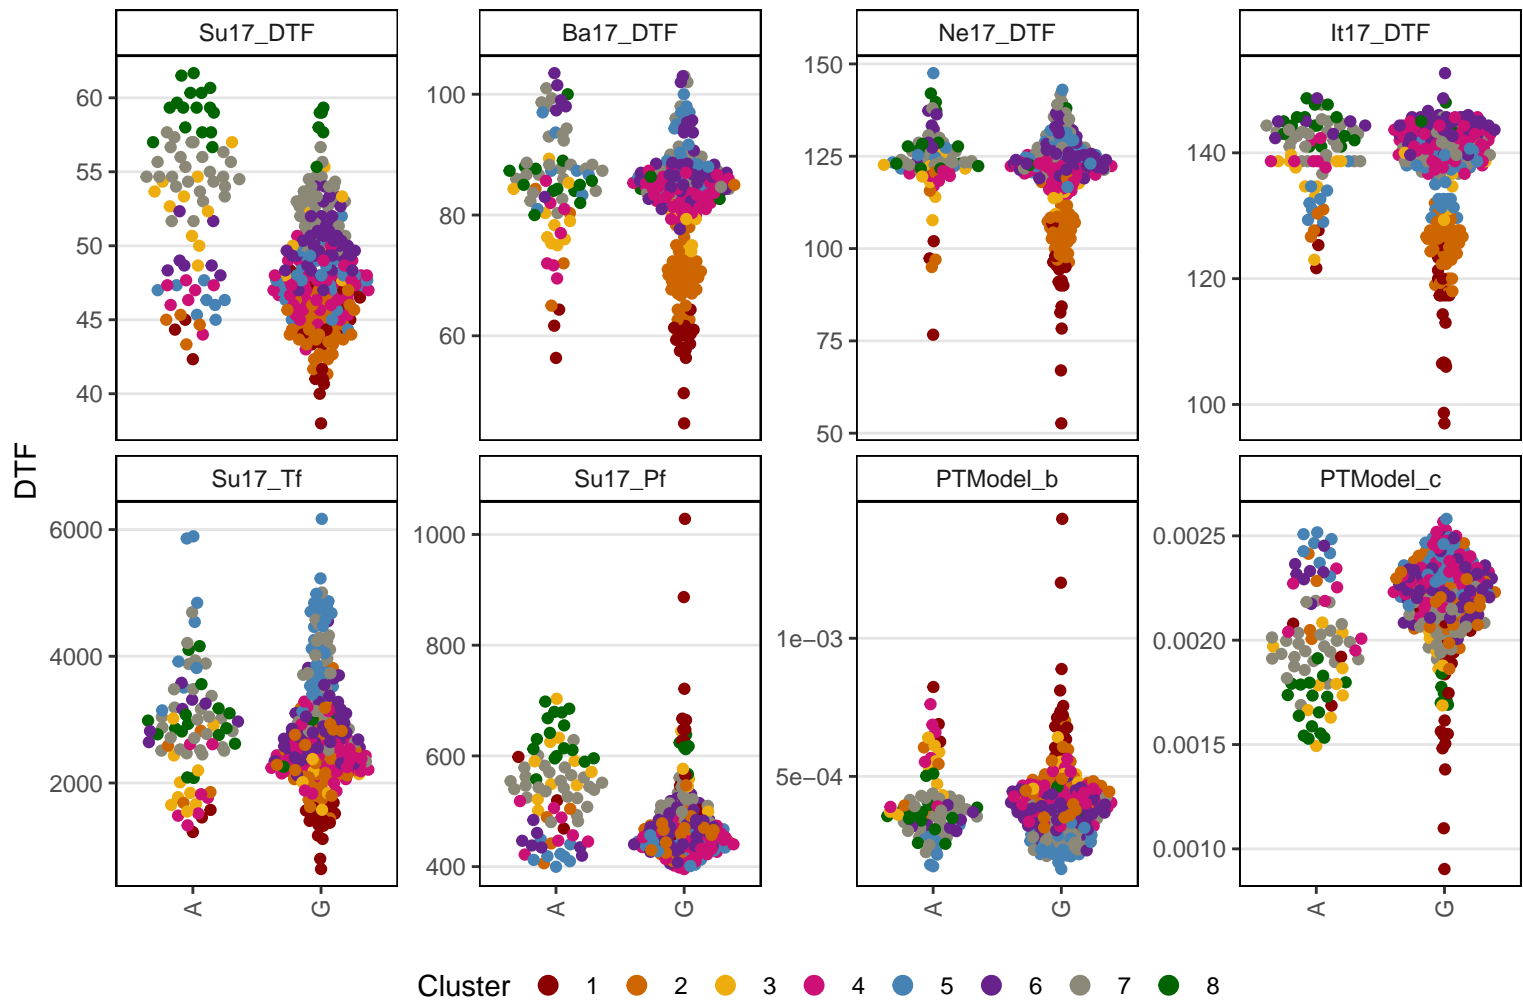 Su17_DTF
Ba17_DTF
Ne17_DTF
It17_DTF
60
55
50
45
40
100
80
60
150
125
100
75
50
140
120
100
DTF
Su17_Tf
Su17_Pf
PTModel_b
PTModel_c
6000
4000
2000
1000
800
600
400
1e−03
5e−04
0.0025
0.0020
0.0015
0.0010
A G
A G
A G
A G
Cluster 1 2 3 4 5 6 7 8